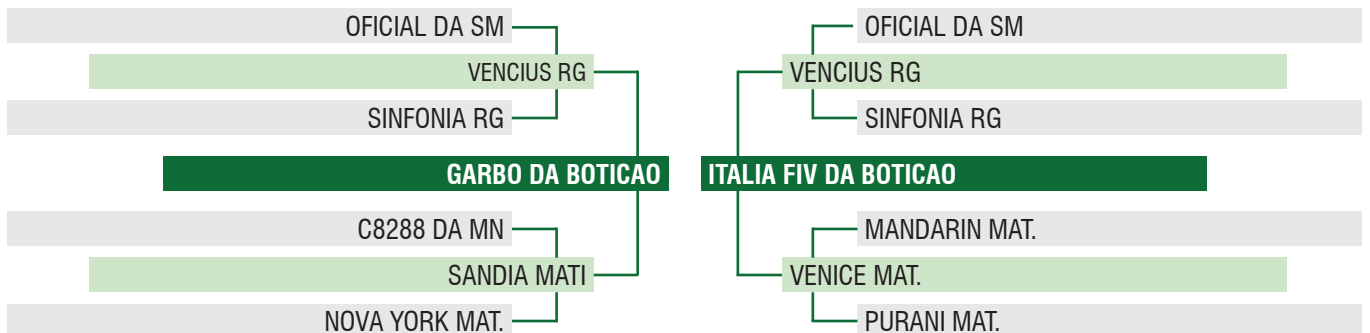 OFICIAL DA SM
VENCIUS RG
SINFONIA RG
GARBO DA BOTICAO
C8288 DA MN
SANDIA MATI
NOVA YORK MAT.
OFICIAL DA SM
VENCIUS RG
SINFONIA RG
ITALIA FIV DA BOTICAO
MANDARIN MAT.
VENICE MAT.
PURANI MAT.